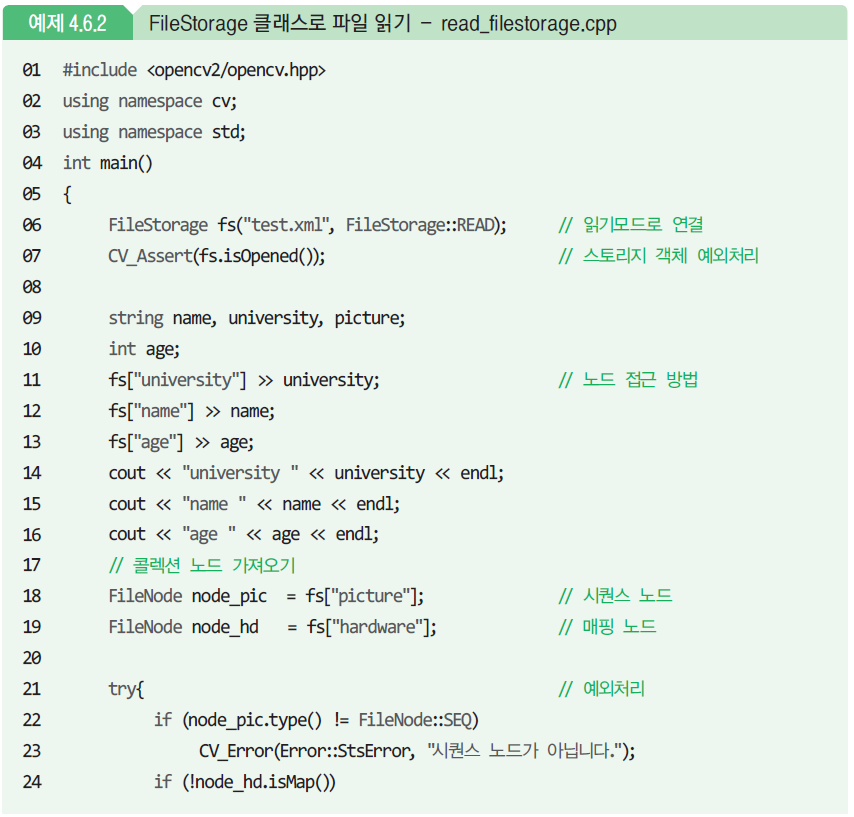 예제 4.6.2 FileStorage 클래스로 파일 읽기 - read_filestorage.cpp
01 #include <opencv2/opencv.hpp>
02 using namespace cv;
03 using namespace std;
04 int main()
05 {
06 FileStorage fs("test.xml", FileStorage::READ); // 읽기모드로 연결
07 CV_Assert(fs.isOpened()); // 스토리지 객체 예외처리
08
09 string name, university, picture;
10 int age;
11 fs["university"] >> university; // 노드 접근 방법
12 fs["name"] >> name;
13 fs["age"] >> age;
14 cout << "university " << university << endl;
15 cout << "name " << name << endl;
16 cout << "age " << age << endl;
17 // 콜렉션 노드 가져오기
18 FileNode node_pic = fs["picture"]; // 시퀀스 노드
19 FileNode node_hd = fs["hardware"]; // 매핑 노드
20
21 try{ // 예외처리
22 if (node_pic.type() != FileNode::SEQ)
23 CV_Error(Error::StsError, "시퀀스 노드가 아닙니다.");
24 if (!node_hd.isMap())